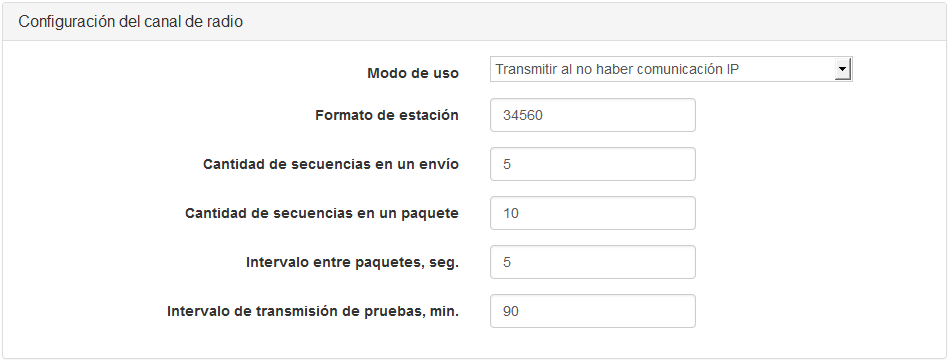 Configuración del canal de radio
Modo de uso Transmitir al no haber comunicación IP
Formato de estación 34560
Cantidad de secuencias en un envío 5
Cantidad de secuencias en un paquete 10
Intervalo entre paquetes, seg. 5
Intervalo de transmisión de pruebas, min. 90